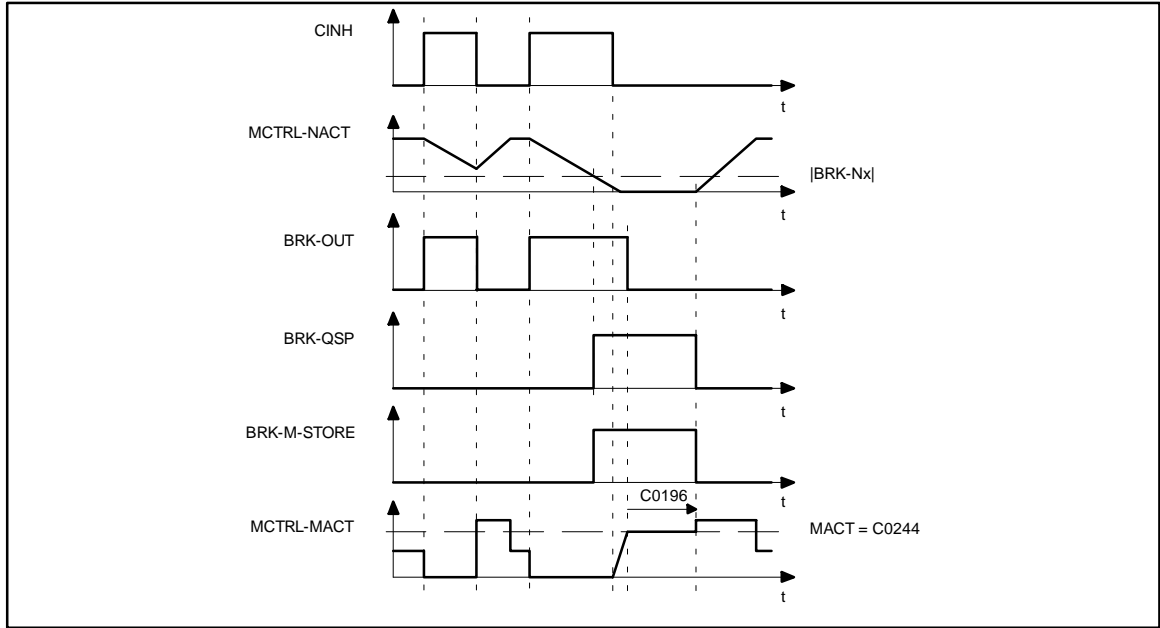 CINH
t
MCTRL-NACT
|BRK-Nx|
t
BRK-OUT
t
BRK-QSP
t
BRK-M-STORE
C0196
t
MCTRL-MACT
MACT = C0244
t